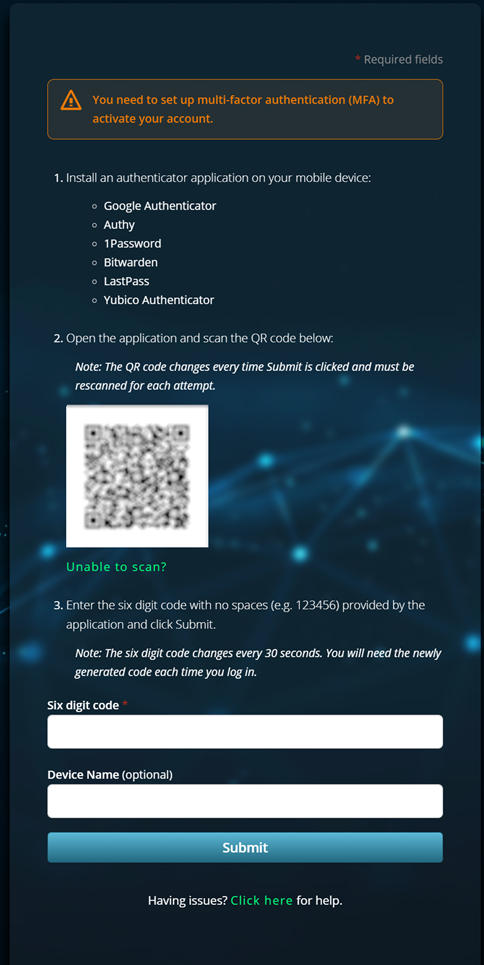 * Required fields
You need to set up multi-factor authentication (MFA) to
activate your account.
1. Install an authenticator application on your mobile device:
Google Authenticator
Authy
1Password
Bitwarden
LastPass
Yubico Authenticator
2. Open the application and scan the QR code below:
Note: The QR code changes every time Submit is clicked and must be
rescanned for each attempt.
Unable to scan?
3. Enter the six digit code with no spaces (e.g. 123456) provided by the
application and click Submit.
Note: The six digit code changes every 30 seconds. You will need the newly
generated code each time you log in.
Six digit code *
Device Name (optional)
Submit
Having issues? Click here for help.